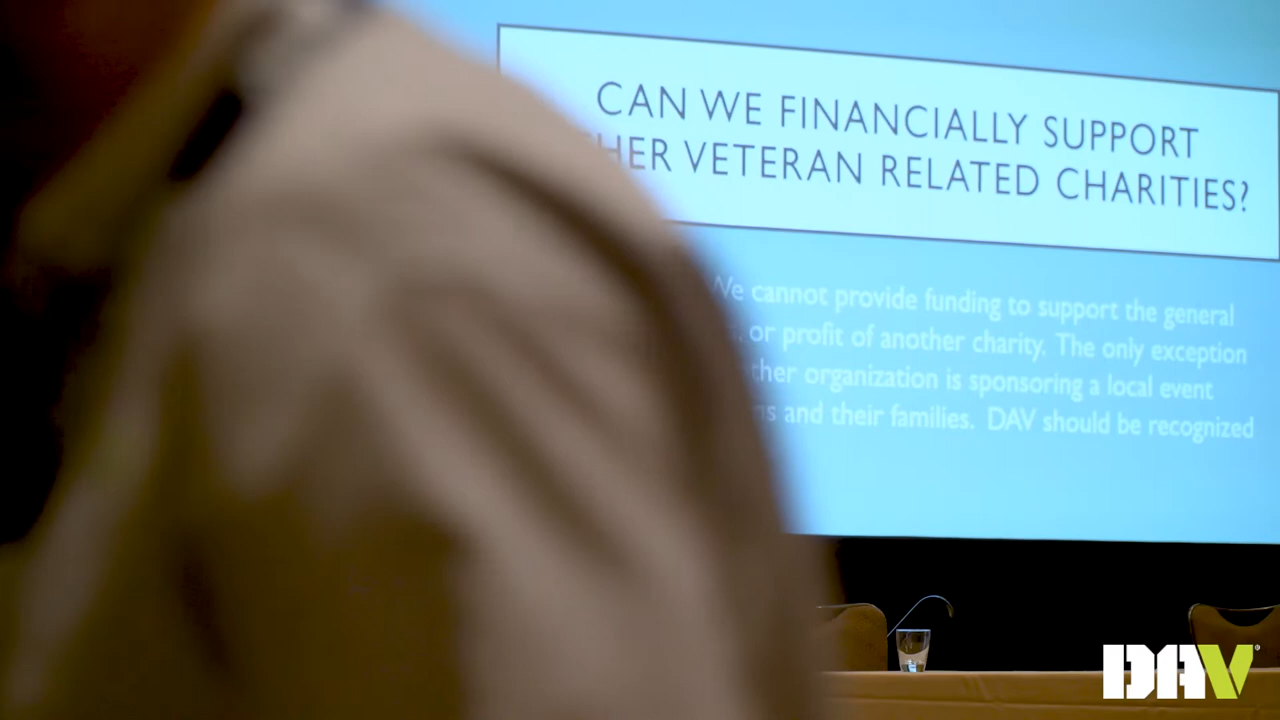 CAN WE FINANCIALLY SUPPORT
HER VETERAN RELATED CHARITIES?
We cannot provide funding to support the general
or profit of another charity. The only exception
ther organization is sponsoring a local event
and their families. DAV should be recognized
DAV®